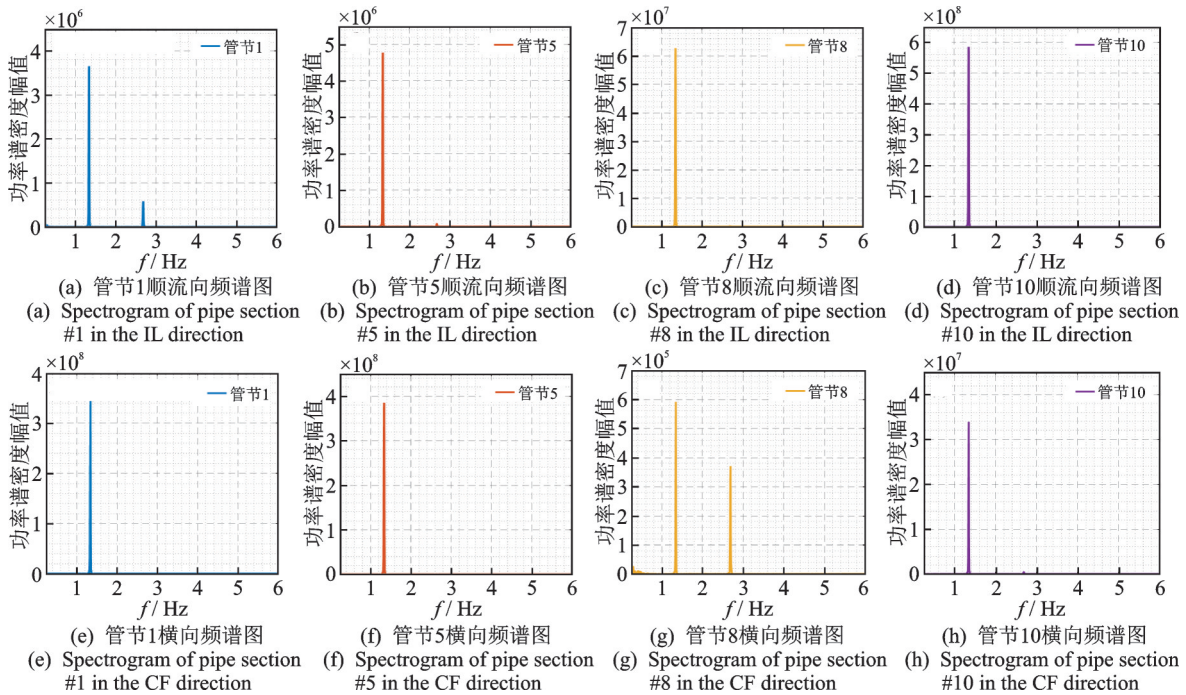 ×10⁶
×10⁶
×10⁷
×10⁸
功率谱密度幅值
4
3
2
1
0
管节1
1 2 3 4 5 6
f / Hz
功率谱密度幅值
5
4
3
2
1
0
管节5
1 2 3 4 5 6
f / Hz
功率谱密度幅值
7
6
5
4
3
2
1
0
管节8
1 2 3 4 5 6
f / Hz
功率谱密度幅值
6
5
4
3
2
1
0
管节10
1 2 3 4 5 6
f / Hz
(a) 管节1顺流向频谱图
(a) Spectrogram of pipe section
#1 in the IL direction
(b) 管节5顺流向频谱图
(b) Spectrogram of pipe section
#5 in the IL direction
(c) 管节8顺流向频谱图
(c) Spectrogram of pipe section
#8 in the IL direction
(d) 管节10顺流向频谱图
(d) Spectrogram of pipe section
#10 in the IL direction
×10⁸
×10⁸
×10⁵
×10⁷
功率谱密度幅值
4
3
2
1
0
管节1
1 2 3 4 5 6
f / Hz
功率谱密度幅值
4
3
2
1
0
管节5
1 2 3 4 5 6
f / Hz
功率谱密度幅值
7
6
5
4
3
2
1
0
管节8
1 2 3 4 5 6
f / Hz
功率谱密度幅值
4
3
2
1
0
管节10
1 2 3 4 5 6
f / Hz
(e) 管节1横向频谱图
(e) Spectrogram of pipe section
#1 in the CF direction
(f) 管节5横向频谱图
(f) Spectrogram of pipe section
#5 in the CF direction
(g) 管节8横向频谱图
(g) Spectrogram of pipe section
#8 in the CF direction
(h) 管节10横向频谱图
(h) Spectrogram of pipe section
#10 in the CF direction